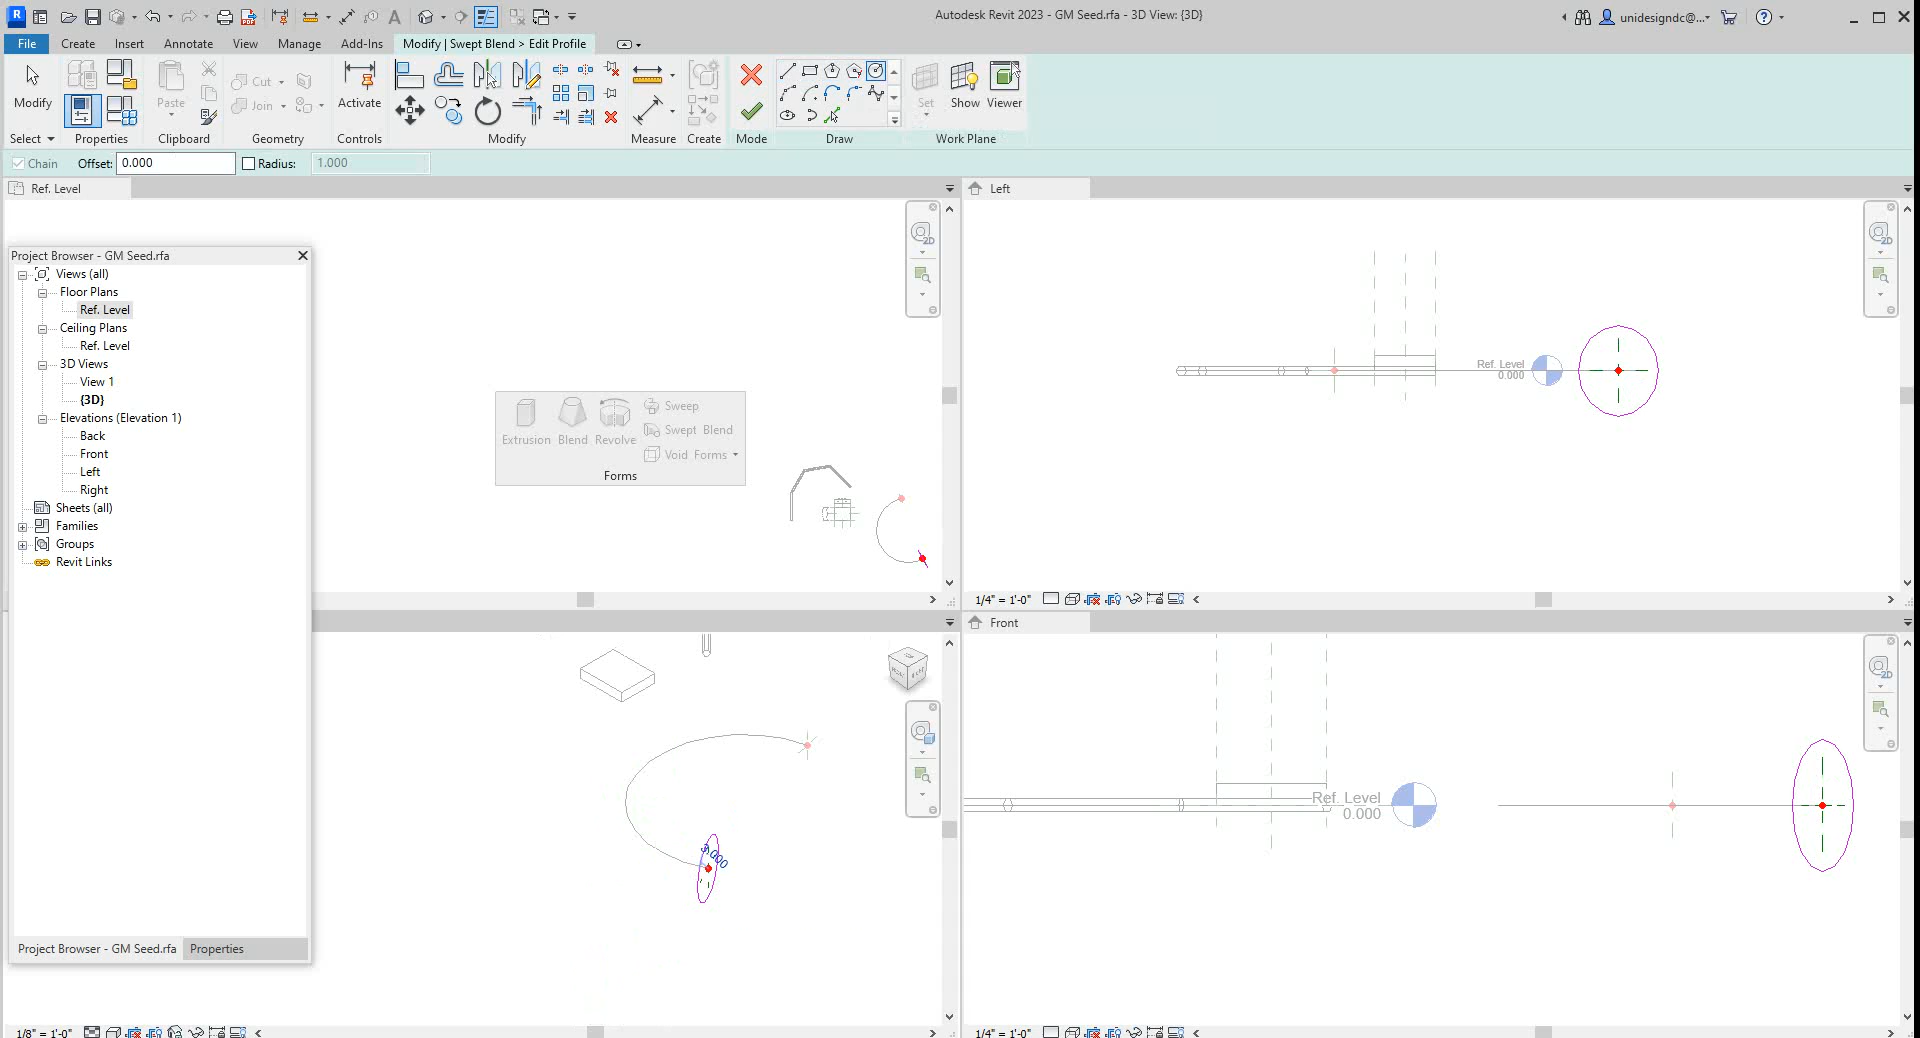 Autodesk Revit 2023 - GM Seed.rfa - 3D View: {3D}
unidesigndc@...
File
Create
Insert
Annotate
View
Manage
Add-Ins
Modify | Swept Blend > Edit Profile
Modify
Paste
Cut
Join
Activate
Set
Show
Viewer
Select
Properties
Clipboard
Geometry
Controls
Modify
Measure
Create
Mode
Draw
Work Plane
Chain
Offset:
0.000
Radius:
1.000
Ref. Level
Left
Project Browser - GM Seed.rfa
Views (all)
Floor Plans
Ref. Level
Ceiling Plans
Ref. Level
3D Views
View 1
{3D}
Elevations (Elevation 1)
Back
Front
Left
Right
Sheets (all)
Families
Groups
Revit Links
Project Browser - GM Seed.rfa
Properties
Extrusion
Blend
Revolve
Sweep
Swept Blend
Void Forms
Forms
2D
2D
Ref. Level
0.000
1/4" = 1'-0"
Front
3.000
2D
Ref. Level
0.000
1/8" = 1'-0"
1/4" = 1'-0"